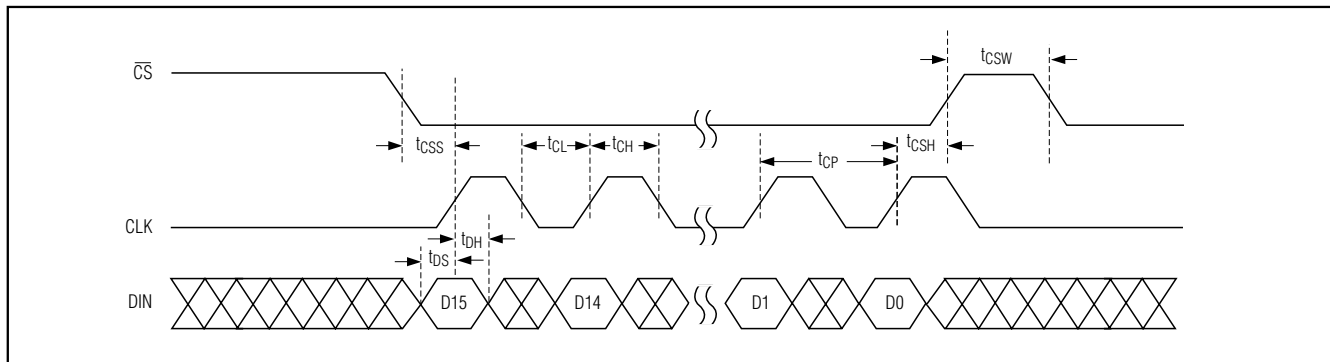 CS
tCSW
tCSS
tCL
tCH
tCP
tCSH
CLK
tDH
tDS
DIN
D15
D14
D1
D0